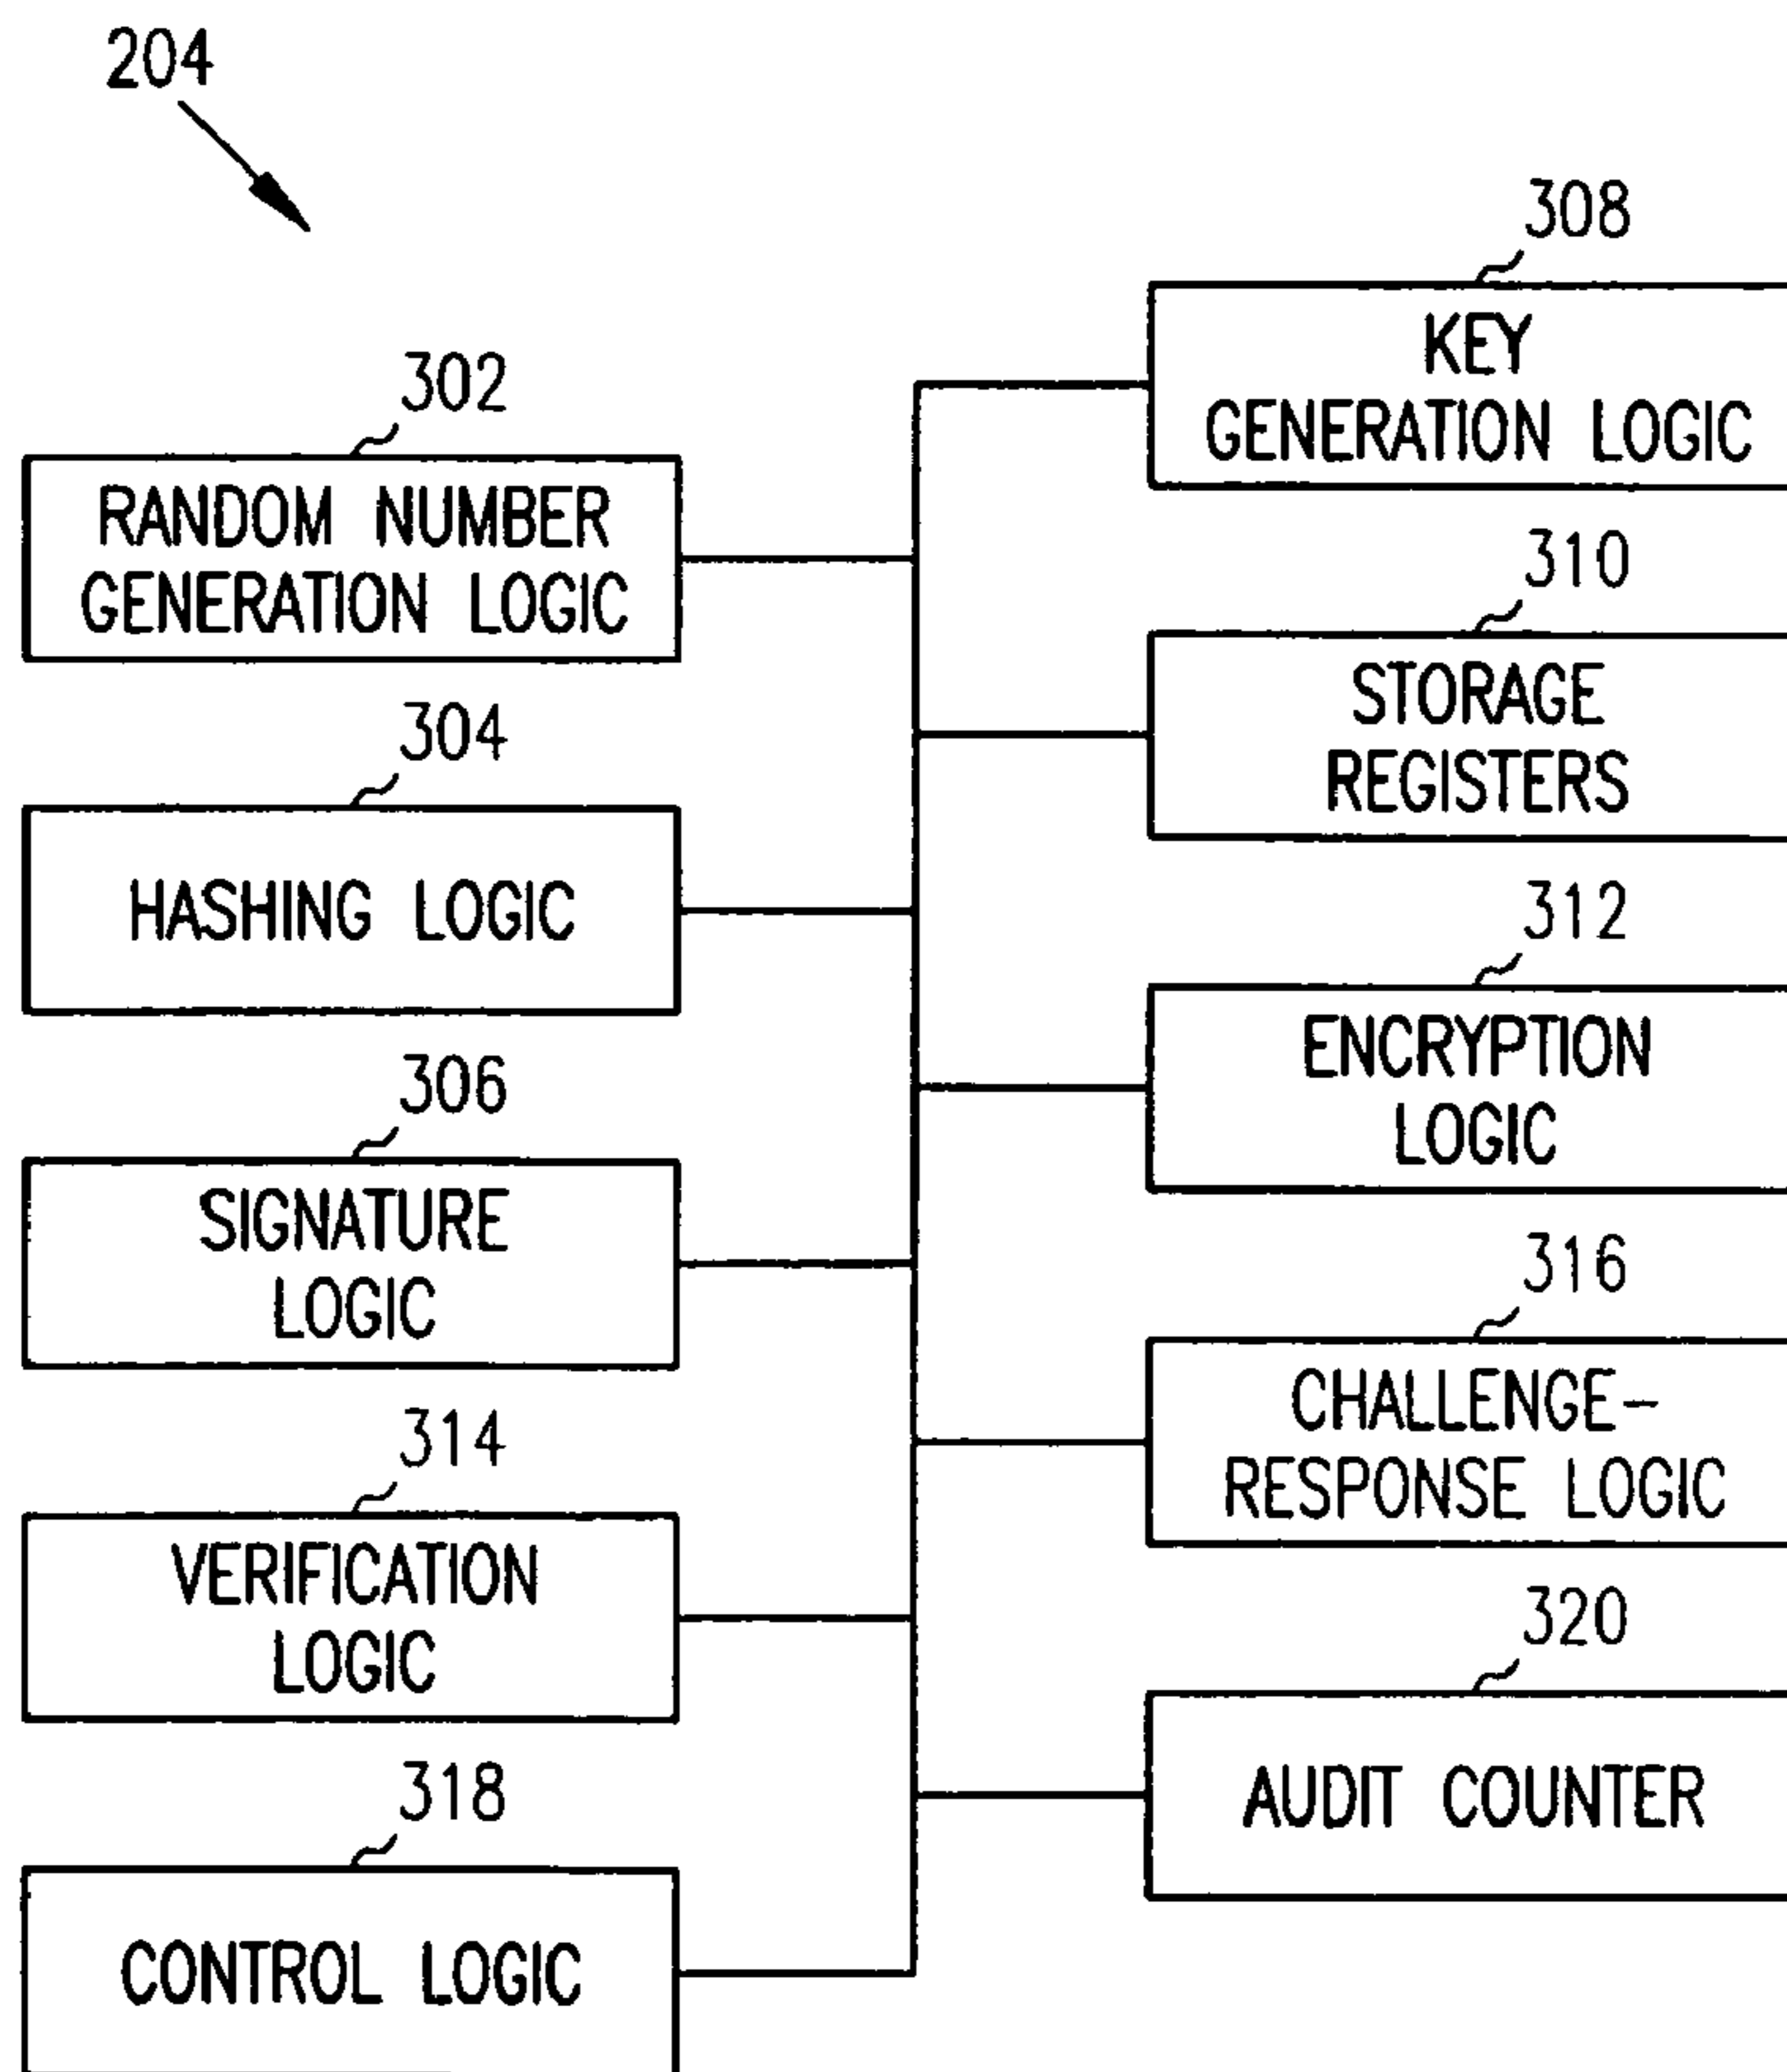 204
302
RANDOM NUMBER
GENERATION LOGIC
304
HASHING LOGIC
306
SIGNATURE
LOGIC
314
VERIFICATION
LOGIC
318
CONTROL LOGIC
308
KEY
GENERATION LOGIC
310
STORAGE
REGISTERS
312
ENCRYPTION
LOGIC
316
CHALLENGE-
RESPONSE LOGIC
320
AUDIT COUNTER